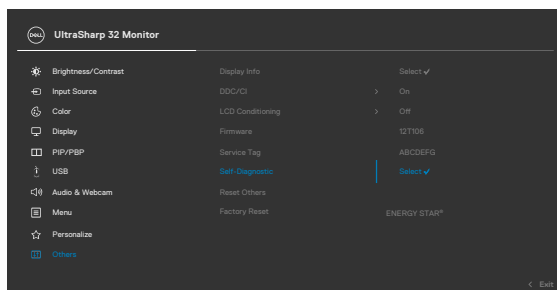 DELL UltraSharp 32 Monitor
Brightness/Contrast Display Info Select ✓
Input Source DDC/CI > On
Color LCD Conditioning > Off
Display Firmware 12T106
PIP/PBP Service Tag ABCDEFG
USB Self-Diagnostic Select ✓
Audio & Webcam Reset Others
Menu Factory Reset ENERGY STAR®
Personalize
Others
< Exit